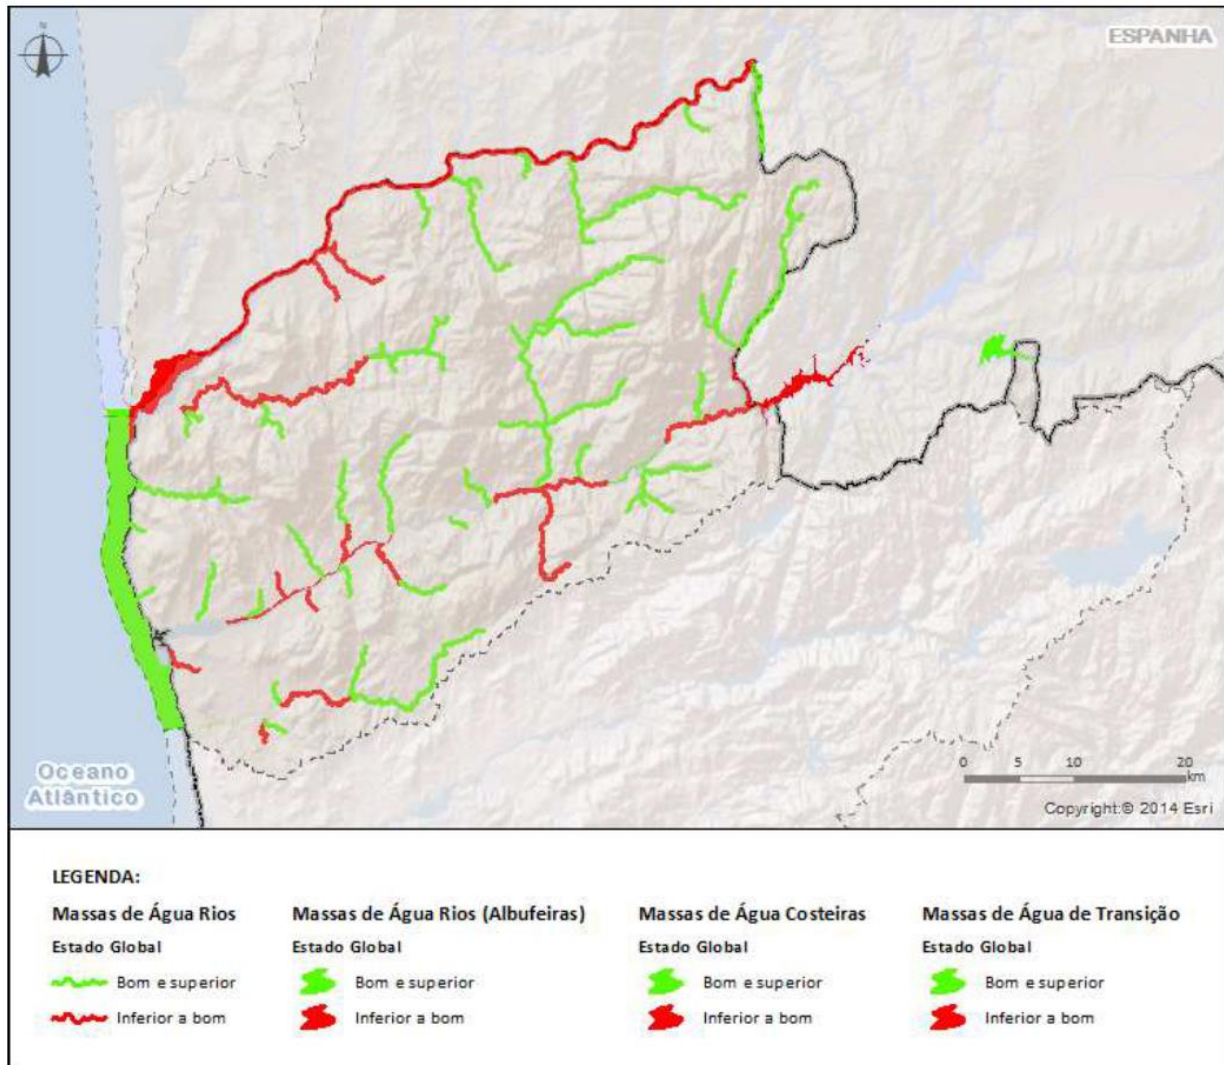 N
ESPANHA
Oceano
Atlântico
0 5 10 20
km
Copyright:© 2014 Esri
LEGENDA:
Massas de Água Rios
Estado Global
Bom e superior
Inferior a bom
Massas de Água Rios (Albufeiras)
Estado Global
Bom e superior
Inferior a bom
Massas de Água Costeiras
Estado Global
Bom e superior
Inferior a bom
Massas de Água de Transição
Estado Global
Bom e superior
Inferior a bom